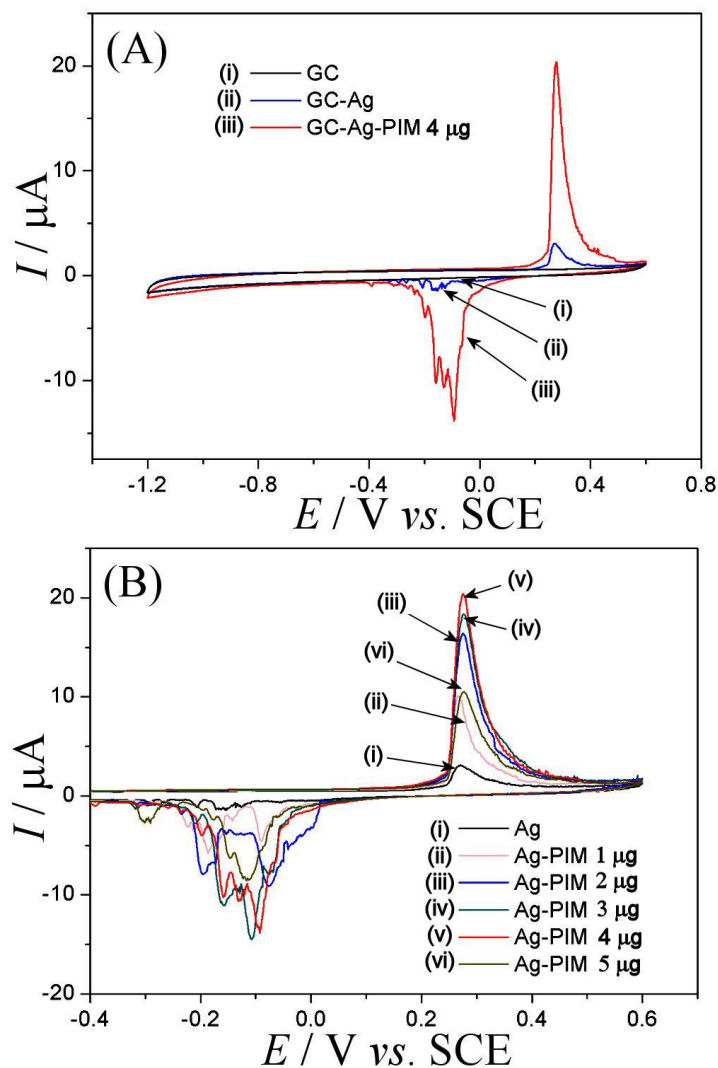 (A)
20
10
0
-10
I / μA
(i) GC
(ii) GC-Ag
(iii) GC-Ag-PIM 4 μg
(i)
(ii)
(iii)
-1.2 -0.8 -0.4 0.0 0.4 0.8
E / V vs. SCE
(B)
20
10
0
-10
-20
I / μA
(v)
(iii)
(iv)
(vi)
(ii)
(i)
(i) Ag
(ii) Ag-PIM 1 μg
(iii) Ag-PIM 2 μg
(iv) Ag-PIM 3 μg
(v) Ag-PIM 4 μg
(vi) Ag-PIM 5 μg
-0.4 -0.2 0.0 0.2 0.4 0.6
E / V vs. SCE